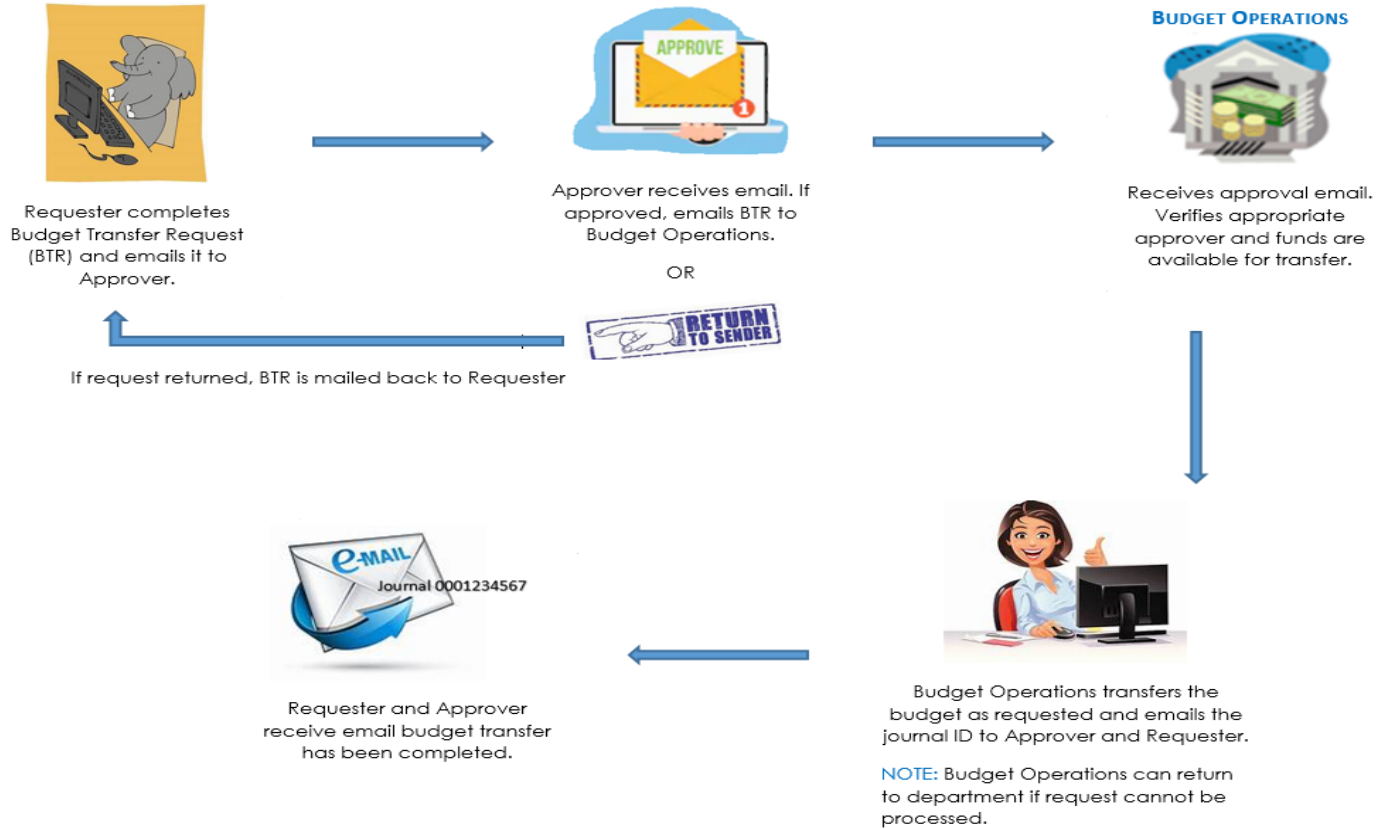 BUDGET OPERATIONS
APPROVE
1
Requester completes
Budget Transfer Request
(BTR) and emails it to
Approver.
Approver receives email. If
approved, emails BTR to
Budget Operations.
OR
RETURN
TO SENDER
Receives approval email.
Verifies appropriate
approver and funds are
available for transfer.
If request returned, BTR is mailed back to Requester
e-MAIL
Journal 0001234567
Requester and Approver
receive email budget transfer
has been completed.
Budget Operations transfers the
budget as requested and emails the
journal ID to Approver and Requester.
NOTE: Budget Operations can return
to department if request cannot be
processed.